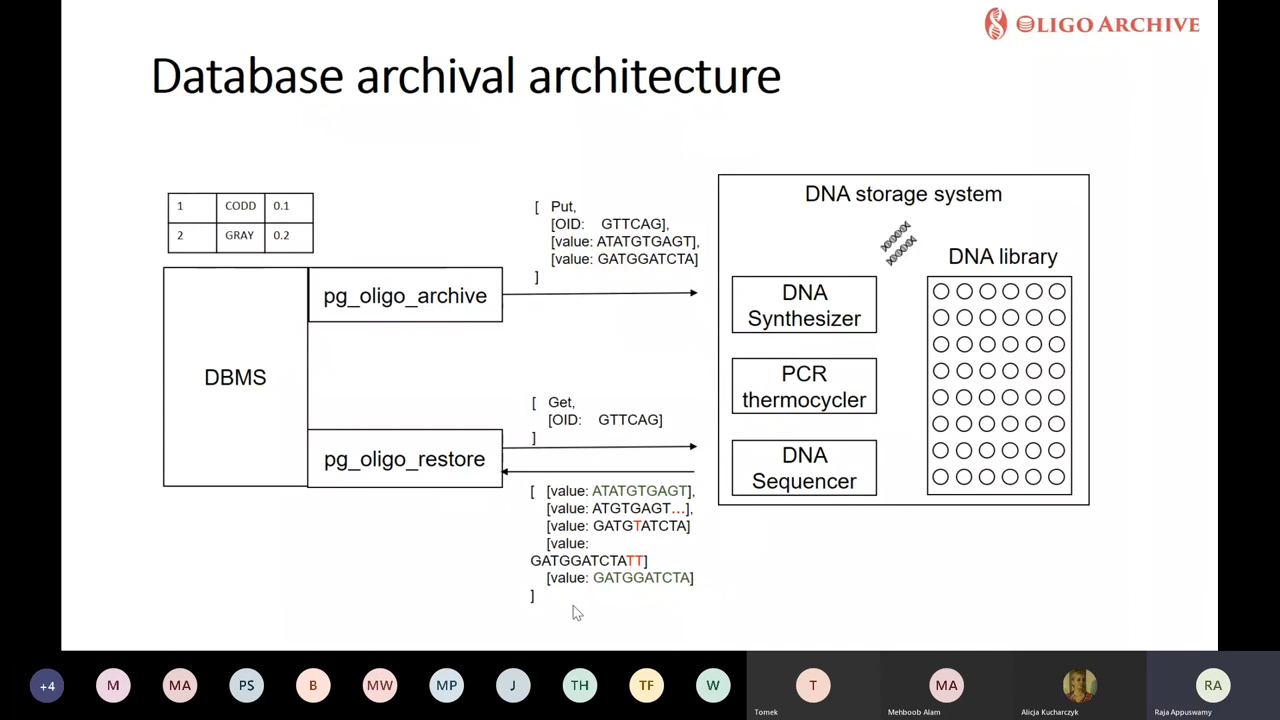 OLIGO ARCHIVE
Database archival architecture
1 CODD 0.1
2 GRAY 0.2
DBMS
pg_oligo_archive
pg_oligo_restore
[ Put,
[OID: GTTCAG],
[value: ATATGTGAGT],
[value: GATGGATCTA]
]
[ Get,
[OID: GTTCAG]
]
[ [value: ATATGTGAGT],
[value: ATGTGAGT...],
[value: GATGTATCTA]
[value:
GATGGATCTATT]
[value: GATGGATCTA]
]
DNA storage system
DNA library
DNA
Synthesizer
PCR
thermocycler
DNA
Sequencer
+4 M MA PS B MW MP J TH TF W T MA RA
Tomek Mehboob Alam Alicja Kucharczyk Raja Appuswamy